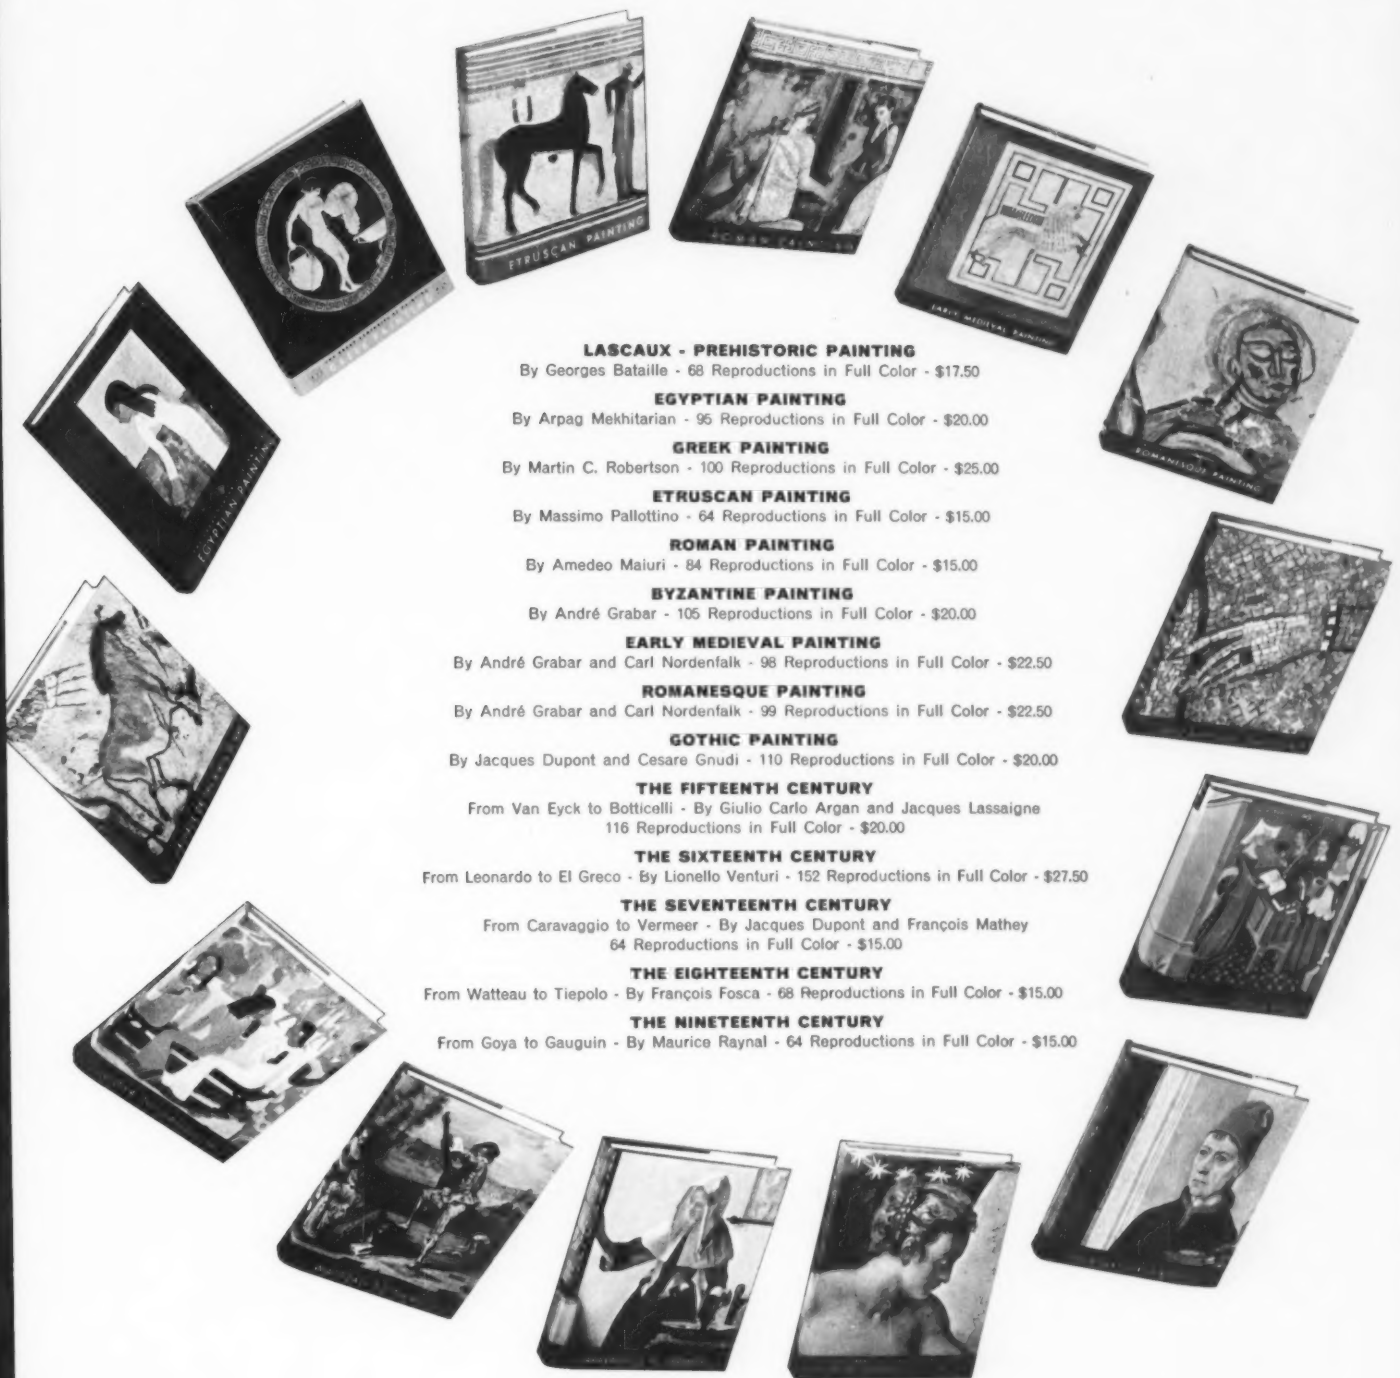 ETRUSCAN PAINTING
ROMAN PAINTING
EARLY MEDIEVAL PAINTING
ROMANESQUE PAINTING
EGYPTIAN PAINTING
LASCAUX - PREHISTORIC PAINTING
By Georges Bataille - 68 Reproductions in Full Color - $17.50
EGYPTIAN PAINTING
By Arpag Mekhitarian - 95 Reproductions in Full Color - $20.00
GREEK PAINTING
By Martin C. Robertson - 100 Reproductions in Full Color - $25.00
ETRUSCAN PAINTING
By Massimo Pallottino - 64 Reproductions in Full Color - $15.00
ROMAN PAINTING
By Amedeo Maiuri - 84 Reproductions in Full Color - $15.00
BYZANTINE PAINTING
By André Grabar - 105 Reproductions in Full Color - $20.00
EARLY MEDIEVAL PAINTING
By André Grabar and Carl Nordenfalk - 98 Reproductions in Full Color - $22.50
ROMANESQUE PAINTING
By André Grabar and Carl Nordenfalk - 99 Reproductions in Full Color - $22.50
GOTHIC PAINTING
By Jacques Dupont and Cesare Gnudi - 110 Reproductions in Full Color - $20.00
THE FIFTEENTH CENTURY
From Van Eyck to Botticelli - By Giulio Carlo Argan and Jacques Lassaigne
116 Reproductions in Full Color - $20.00
THE SIXTEENTH CENTURY
From Leonardo to El Greco - By Lionello Venturi - 152 Reproductions in Full Color - $27.50
THE SEVENTEENTH CENTURY
From Caravaggio to Vermeer - By Jacques Dupont and François Mathey
64 Reproductions in Full Color - $15.00
THE EIGHTEENTH CENTURY
From Watteau to Tiepolo - By François Fosca - 68 Reproductions in Full Color - $15.00
THE NINETEENTH CENTURY
From Goya to Gauguin - By Maurice Raynal - 64 Reproductions in Full Color - $15.00